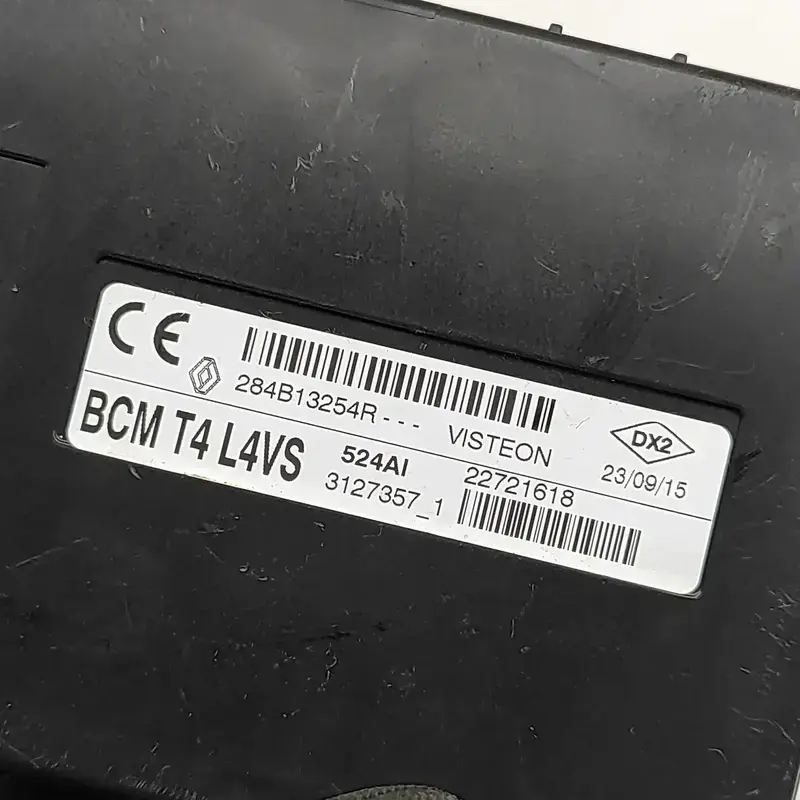 CE
284B13254R--- VISTEON
DX2
23/09/15
BCM T4 L4VS
524AI 22721618
3127357_1